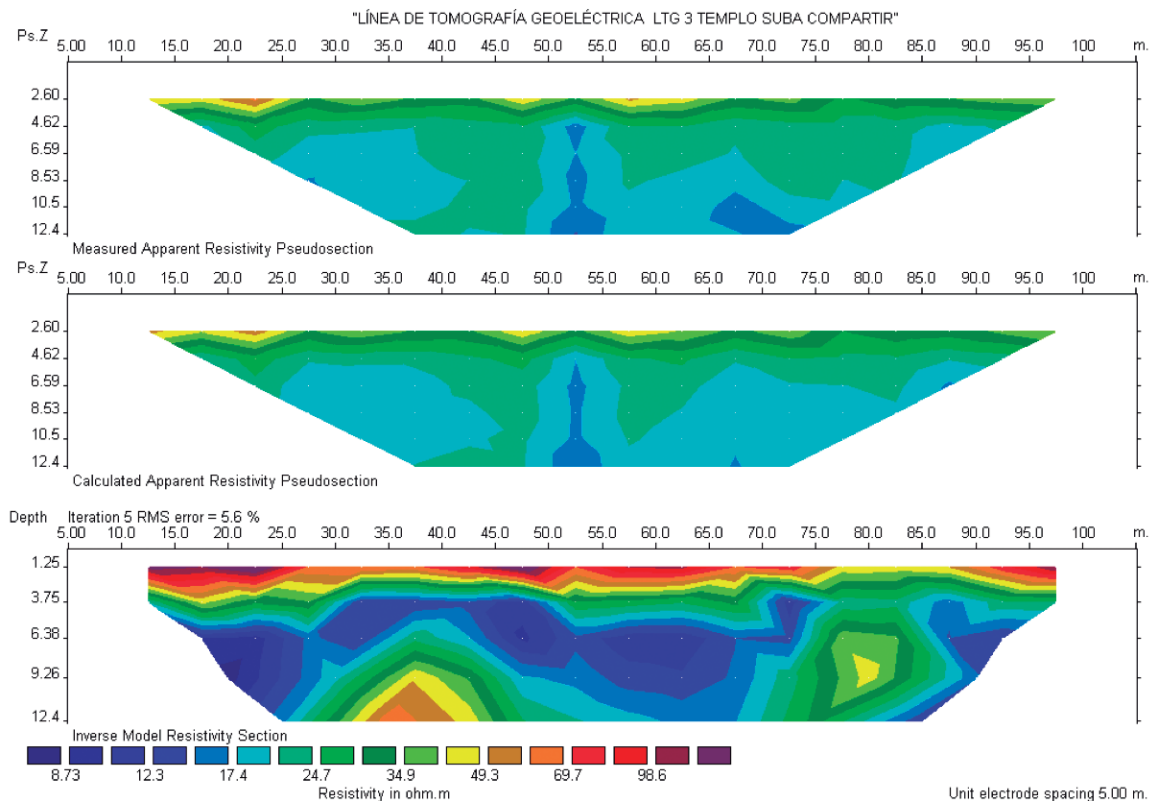 "LÍNEA DE TOMOGRAFÍA GEOELÉCTRICA LTG 3 TEMPLO SUBA COMPARTIR"
Ps.Z 5.00 10.0 15.0 20.0 25.0 30.0 35.0 40.0 45.0 50.0 55.0 60.0 65.0 70.0 75.0 80.0 85.0 90.0 95.0 100 m.
2.60
4.62
6.59
8.53
10.5
12.4
Measured Apparent Resistivity Pseudosection
Ps.Z 5.00 10.0 15.0 20.0 25.0 30.0 35.0 40.0 45.0 50.0 55.0 60.0 65.0 70.0 75.0 80.0 85.0 90.0 95.0 100 m.
2.60
4.62
6.59
8.53
10.5
12.4
Calculated Apparent Resistivity Pseudosection
Depth Iteration 5 RMS error = 5.6 %
5.00 10.0 15.0 20.0 25.0 30.0 35.0 40.0 45.0 50.0 55.0 60.0 65.0 70.0 75.0 80.0 85.0 90.0 95.0 100 m.
1.25
3.75
6.38
9.26
12.4
Inverse Model Resistivity Section
8.73 12.3 17.4 24.7 34.9 49.3 69.7 98.6
Resistivity in ohm.m Unit electrode spacing 5.00 m.